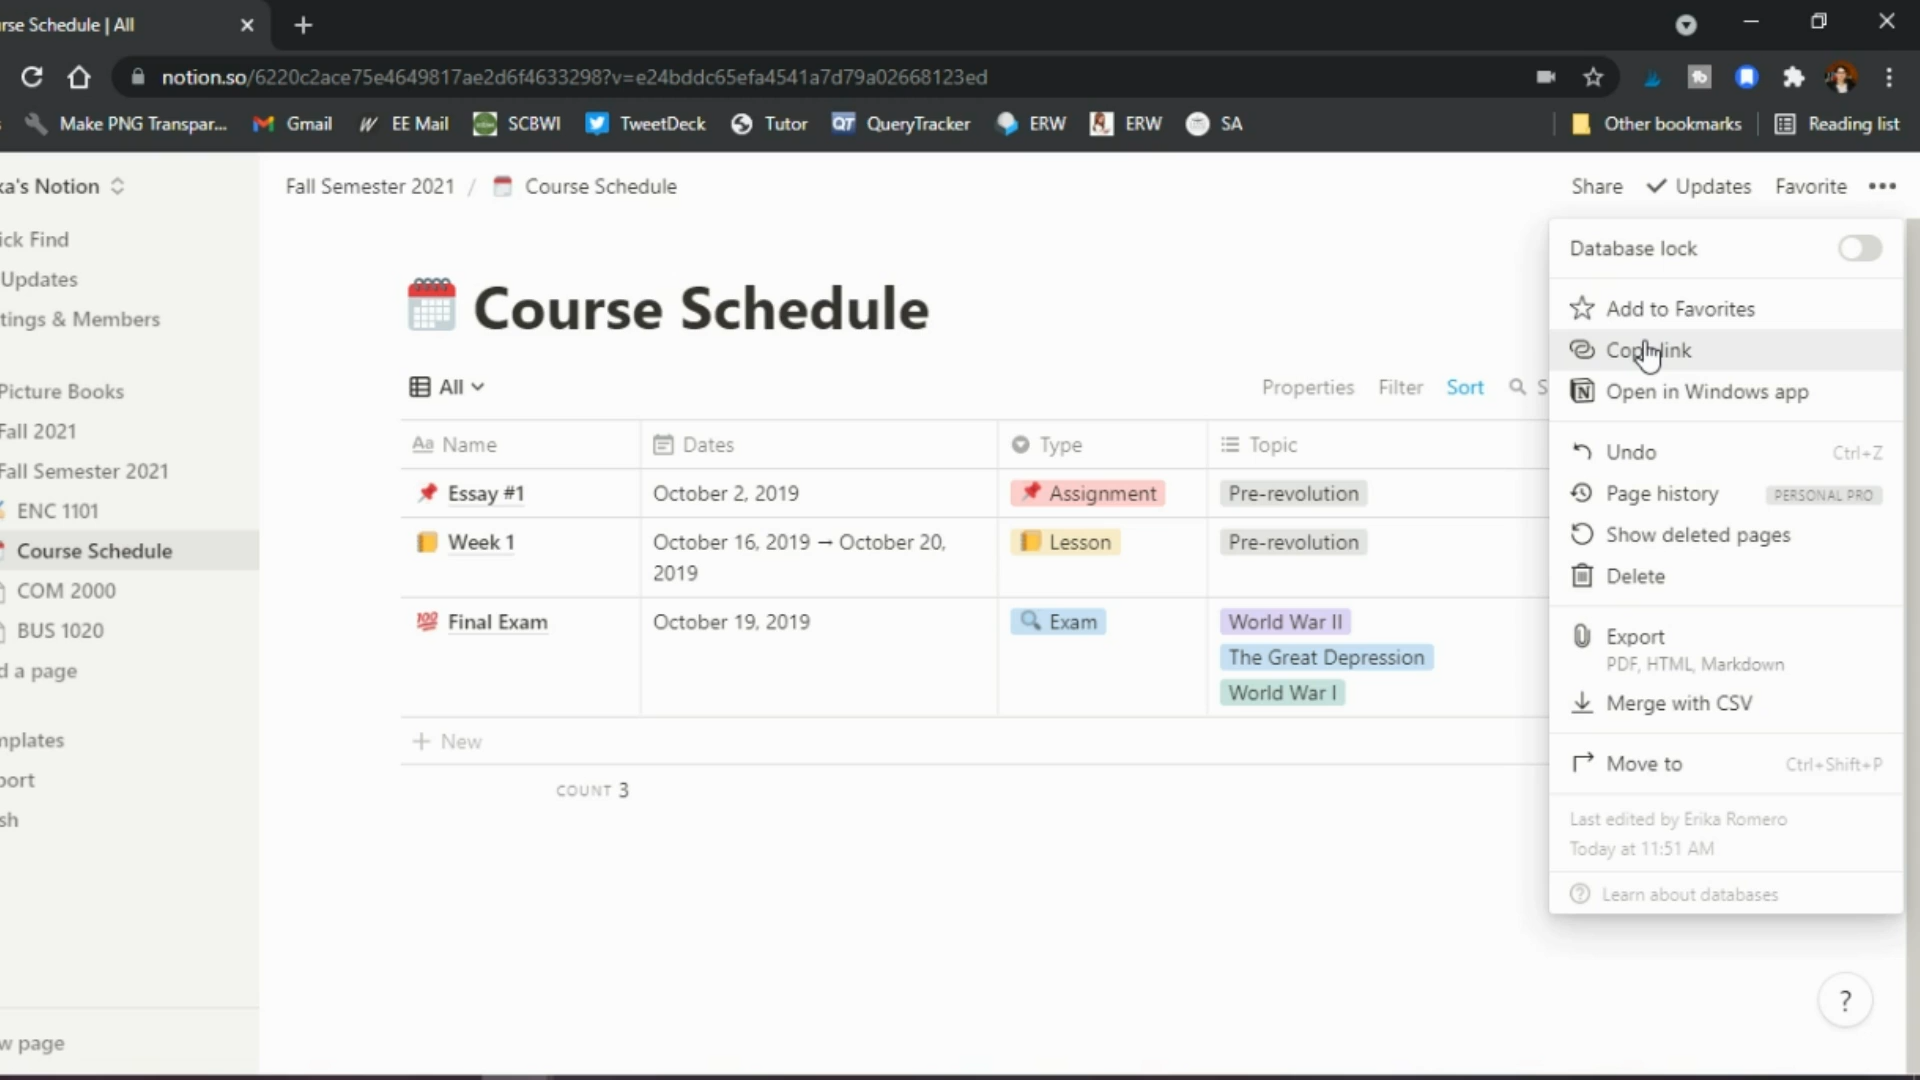 rse Schedule | All
notion.so/6220c2ace75e4649817ae2d6f4633298?v=e24bddc65efa4541a7d79a02668123ed
Make PNG Transpar... Gmail EE Mail SCBWI TweetDeck QT Tutor QueryTracker ERW ERW SA Other bookmarks Reading list
ka's Notion
Fall Semester 2021 / Course Schedule
Share Updates Favorite
ick Find
Updates
tings & Members
Picture Books
Fall 2021
Fall Semester 2021
ENC 1101
Course Schedule
COM 2000
BUS 1020
d a page
mplates
port
sh
w page
Course Schedule
All
Properties Filter Sort S
Aa Name Dates Type Topic
Essay #1 October 2, 2019 Assignment Pre-revolution
Week 1 October 16, 2019 → October 20, 2019 Lesson Pre-revolution
100 Final Exam October 19, 2019 Exam World War II
The Great Depression
World War I
+ New
COUNT 3
Database lock
Add to Favorites
link
Open in Windows app
Undo Ctrl+Z
Page history PERSONAL PRO
Show deleted pages
Delete
Export
PDF, HTML, Markdown
Merge with CSV
Move to Ctrl+Shift+P
Last edited by Erika Romero
Today at 11:51 AM
Learn about databases
?